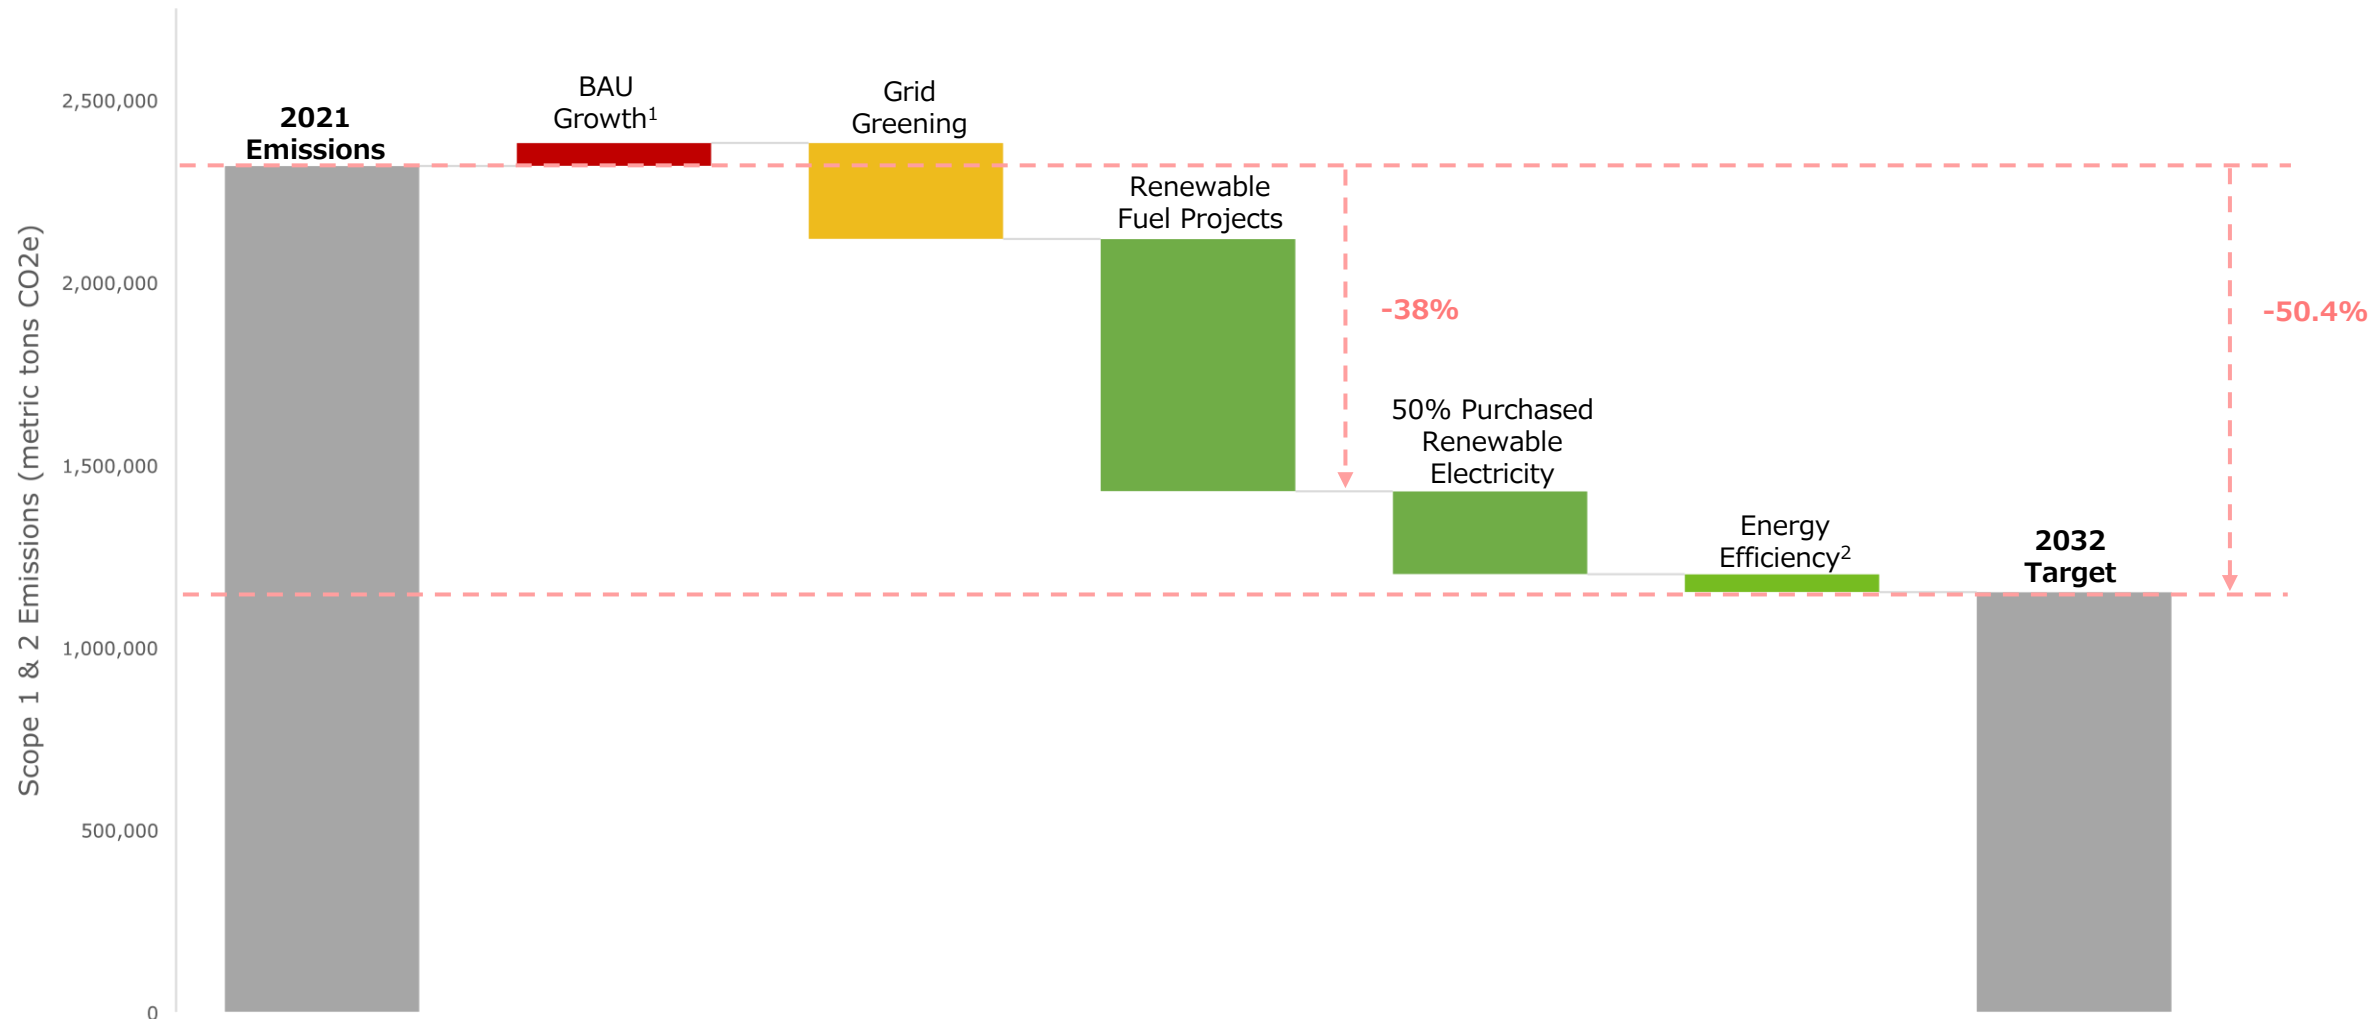 2,500,000
2,000,000
1,500,000
1,000,000
500,000
0
Scope 1 & 2 Emissions (metric tons CO2e)
2021
Emissions
BAU
Growth¹
Grid
Greening
Renewable
Fuel Projects
-38%
50% Purchased
Renewable
Electricity
Energy
Efficiency²
2032
Target
-50.4%